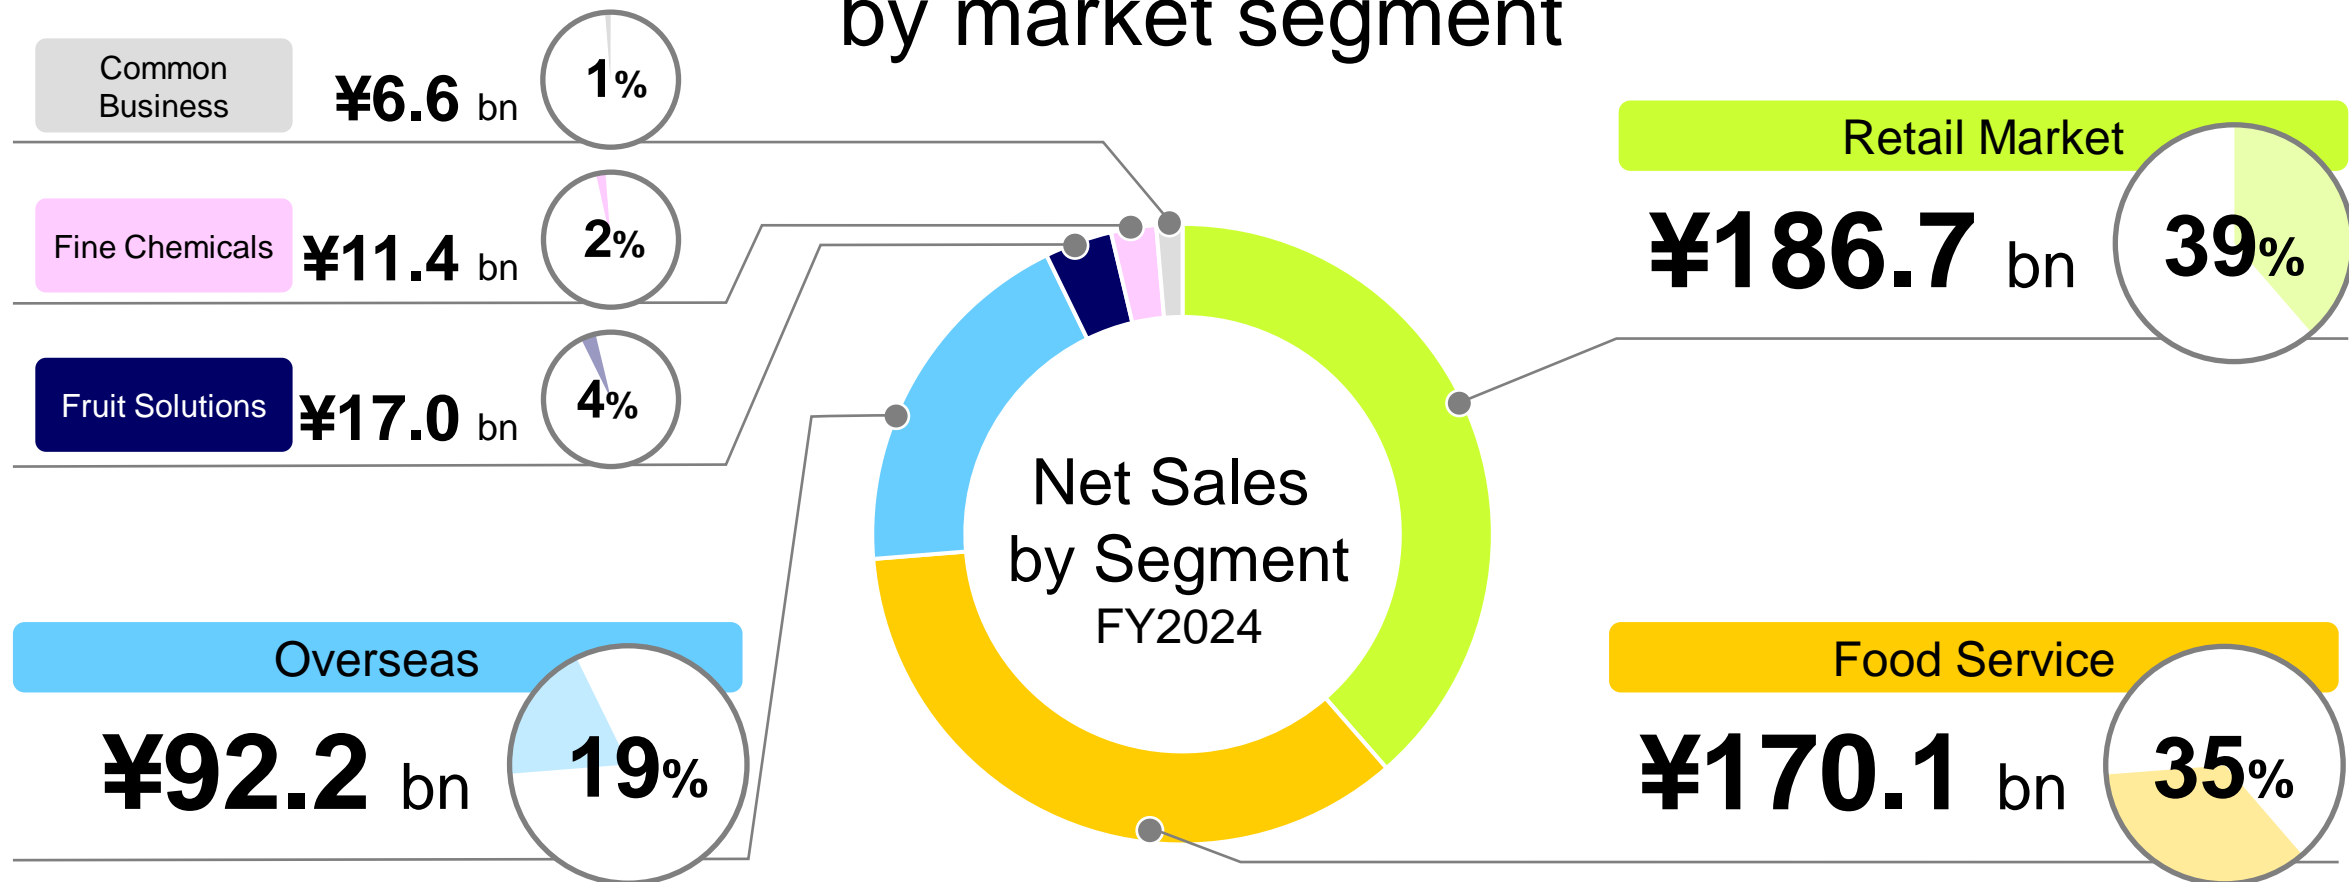 by market segment
Common
Business
¥6.6 bn
1%
Fine Chemicals
¥11.4 bn
2%
Fruit Solutions
¥17.0 bn
4%
Retail Market
¥186.7 bn
39%
Net Sales
by Segment
FY2024
Overseas
¥92.2 bn
19%
Food Service
¥170.1 bn
35%